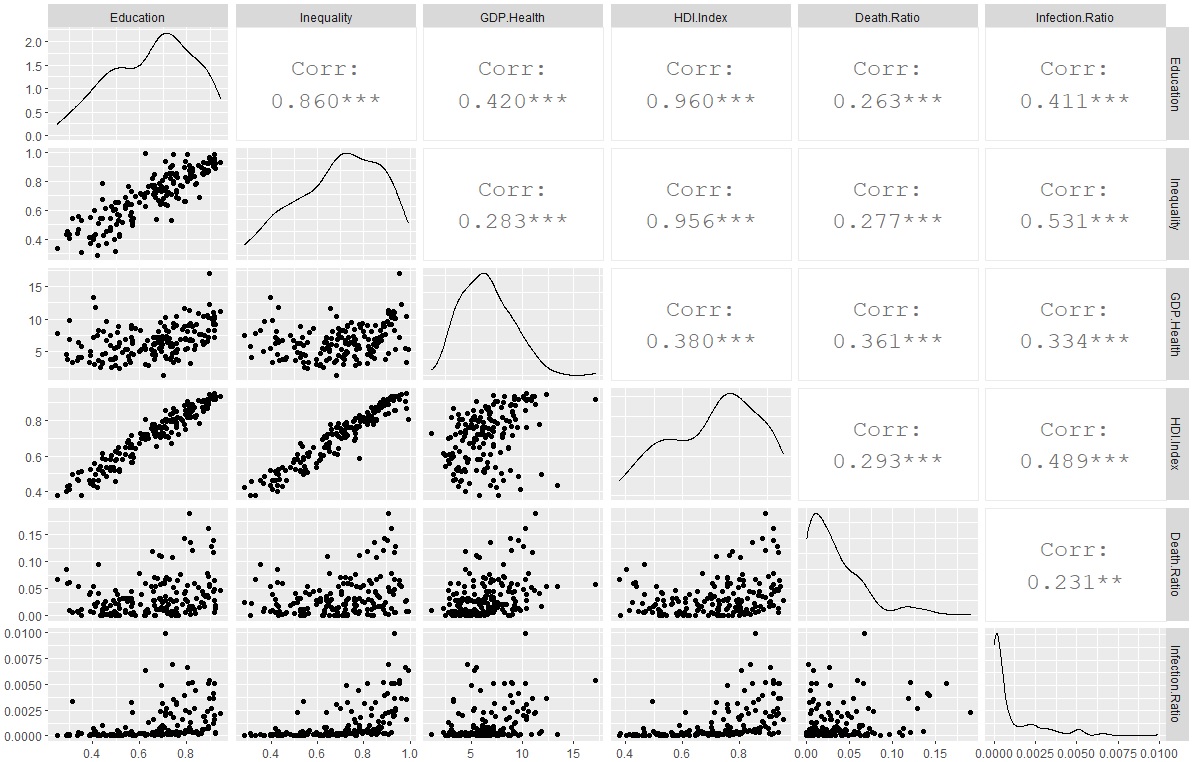 Education Inequality GDP.Health HDI.Index Death.Ratio Infection.Ratio
2.0
1.5
1.0
0.5
0.0
Corr: Corr: Corr: Corr: Corr:
0.860*** 0.420*** 0.960*** 0.263*** 0.411***
Education
1.0
0.8
0.6
0.4
Corr: Corr: Corr: Corr:
0.283*** 0.956*** 0.277*** 0.531***
Inequality
15
10
5
Corr: Corr: Corr:
0.380*** 0.361*** 0.334***
GDP.Health
0.8
0.6
0.4
Corr: Corr:
0.293*** 0.489***
HDI.Index
0.15
0.10
0.05
0.00
Corr:
0.231**
Death.Ratio
0.0100
0.0075
0.0050
0.0025
0.0000
Infection.Ratio
0.4 0.6 0.8 0.4 0.6 0.8 1.0 5 10 15 0.4 0.6 0.8 0.00 0.05 0.10 0.15 0.0000 0.0025 0.0050 0.0075 0.0100